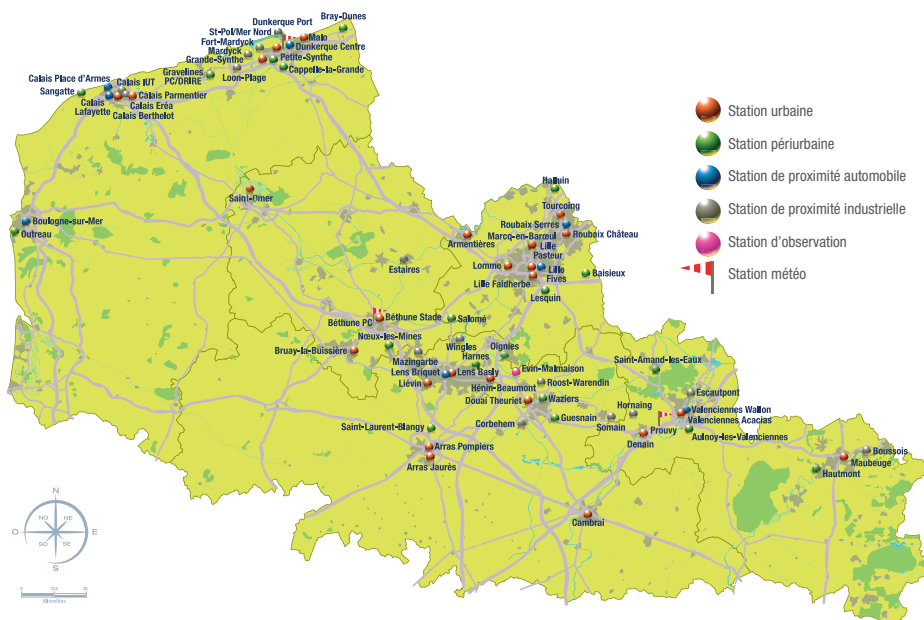 Bray-Dunes
Dunkerque Port
St-Pol/Mer Nord
Malo
Fort-Mardyck
Dunkerque Centre
Mardyck
Petite-Synthe
Grande-Synthe
Cappelle-la-Grande
Loon-Plage
Gravelines
PC/DRIRE
Calais Place d'Armes
Calais IUT
Sangatte
Calais Parmentier
Calais
Lafayette
Calais Eréa
Calais Berthelot
Station urbaine
Station périurbaine
Station de proximité automobile
Station de proximité industrielle
Station d'observation
Station météo
Saint-Omer
Boulogne-sur-Mer
Outreau
Halluin
Tourcoing
Roubaix Serres
Roubaix Château
Marcq-en-Barœul
Armentières
Lille
Pasteur
Lomme
Lille
Fives
Lille Faidherbe
Baisieux
Lesquin
Estaires
Béthune Stade
Béthune PC
Salomé
Nœux-les-Mines
Bruay-la-Buissière
Mazingarbe
Wingles
Oignies
Harnes
Lens Briquet
Lens Basly
Evin-Malmaison
Liévin
Hénin-Beaumont
Roost-Warendin
Douai Theuriet
Waziers
Corbehem
Guesnain
Somain
Hornaing
Saint-Amand-les-Eaux
Escautpont
Valenciennes Wallon
Valenciennes Acacias
Prouvy
Denain
Aulnoy-les-Valenciennes
Saint-Laurent-Blangy
Arras Pompiers
Arras Jaurès
Boussois
Maubeuge
Hautmont
Cambrai
N
NO
NE
O
E
SO
SE
S
Kilomètres